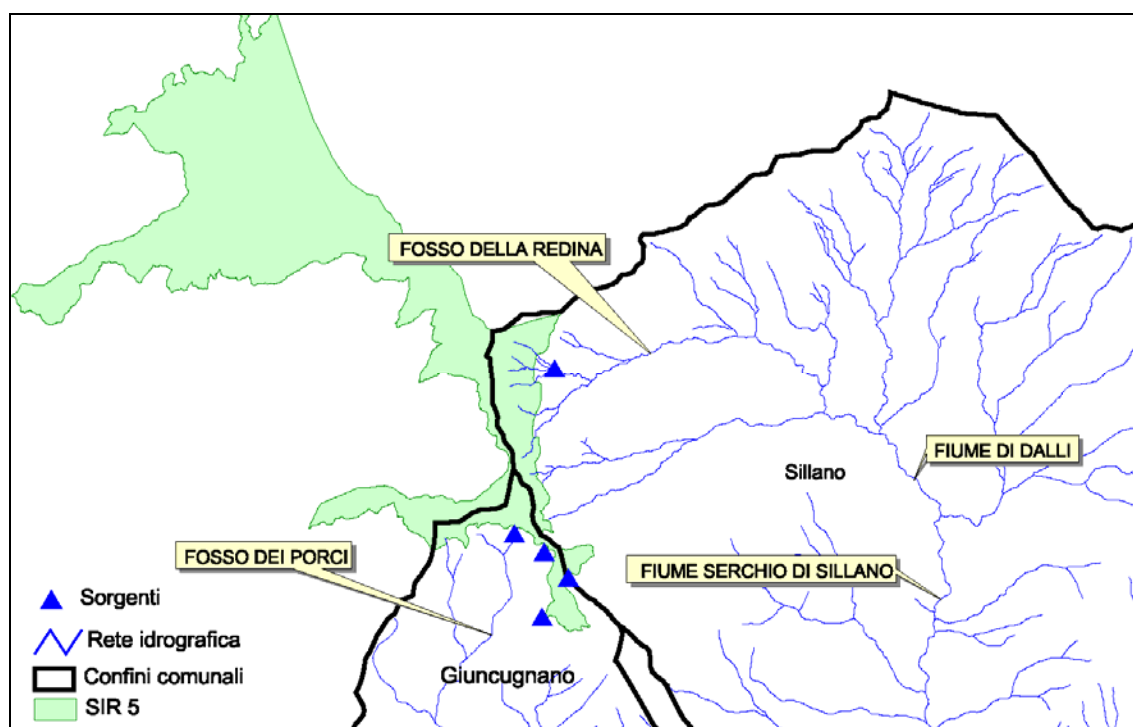 FOSSO DELLA REDINA
FIUME DI DALLI
Sillano
FOSSO DEI PORCI
FIUME SERCHIO DI SILLANO
Sorgenti
Rete idrografica
Giuncugnano
Confini comunali
SIR 5